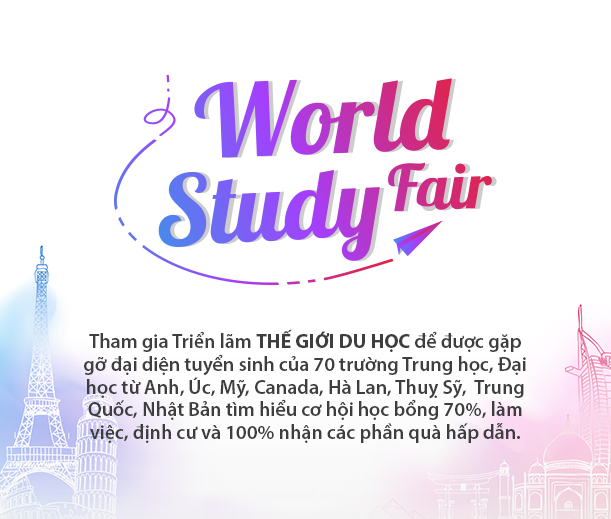 World
Study Fair
Tham gia Triển lãm THẾ GIỚI DU HỌC để được gặp
gỡ đại diện tuyển sinh của 70 trường Trung học, Đại
học từ Anh, Úc, Mỹ, Canada, Hà Lan, Thuỵ Sỹ, Trung
Quốc, Nhật Bản tìm hiểu cơ hội học bổng 70%, làm
việc, định cư và 100% nhận các phần quà hấp dẫn.